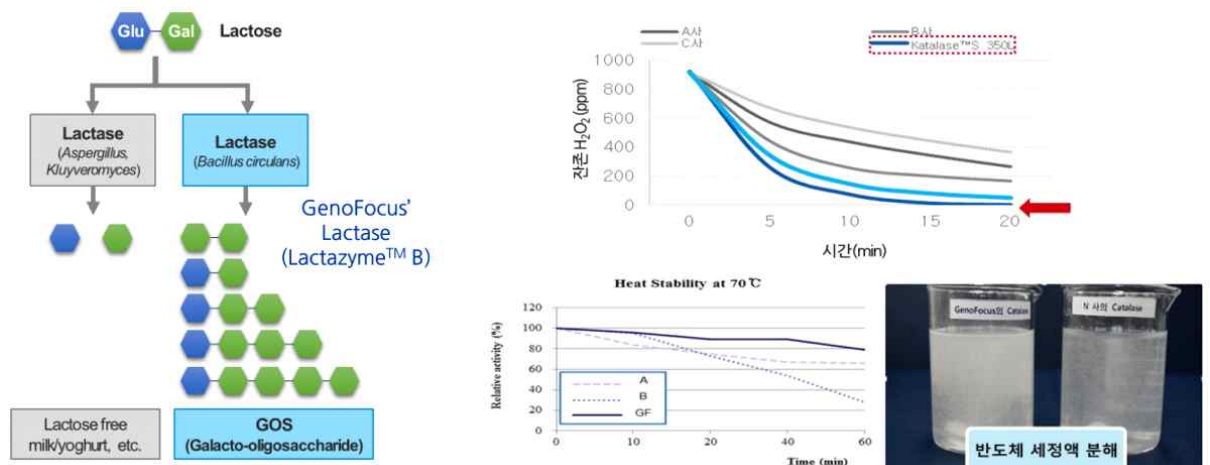 Glu
Gal
Lactose
Lactase
(Aspergillus,
Kluyveromyces)
Lactase
(Bacillus circulans)
GenoFocus'
Lactase
(Lactazyme™ B)
Lactose free
milk/yoghurt, etc.
GOS
(Galacto-oligosaccharide)
A사
B사
C사
Katalase™S 350L
잔존 H₂O₂ (ppm)
1000
800
600
400
200
0
0 5 10 15 20
시간(min)
Heat Stability at 70℃
Relative activity (%)
120
100
80
60
40
20
0
A
B
GF
0 10 20 40 60
Time (min)
GenoFocus의 Catalase
N 사의 Catalase
반도체 세정액 분해